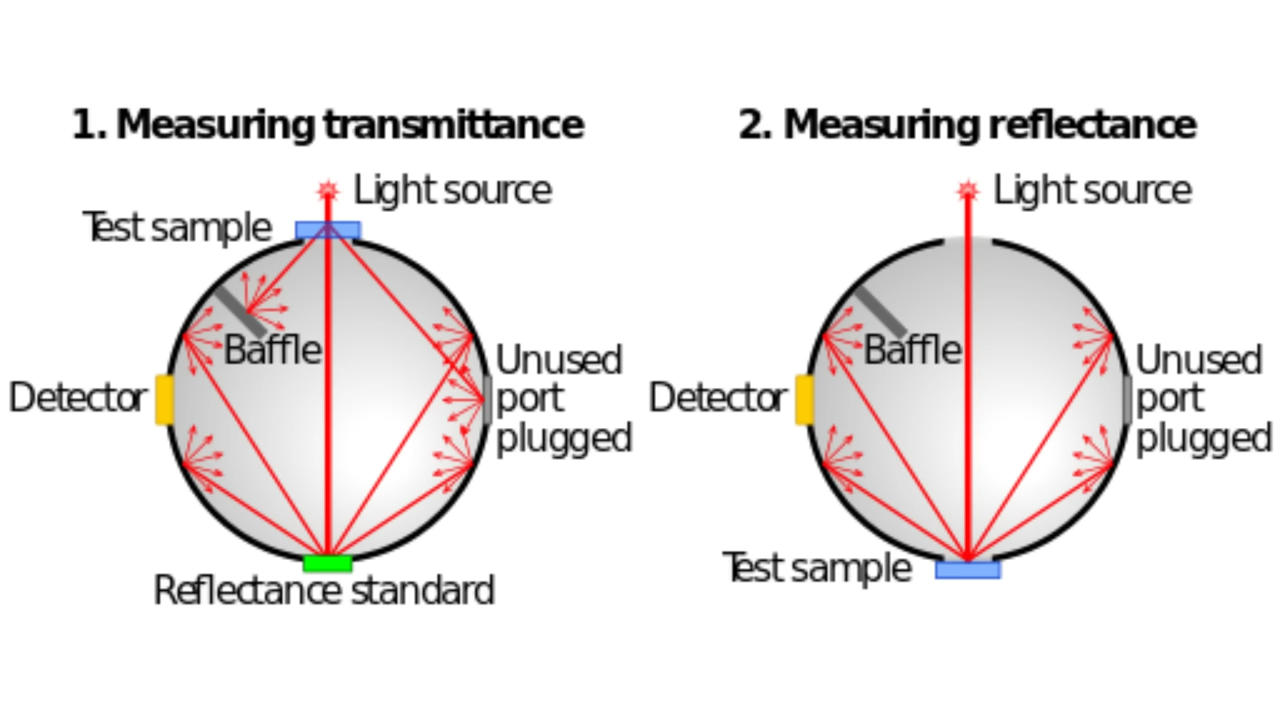 1. Measuring transmittance
Light source
Test sample
Baffle
Detector
Unused
port
plugged
Reflectance standard
2. Measuring reflectance
Light source
Baffle
Detector
Unused
port
plugged
Test sample